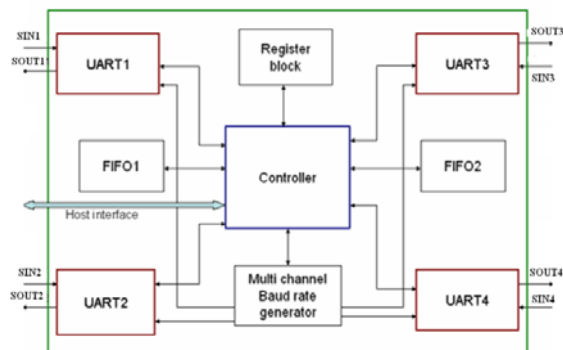 SIN1
SOUT1
UART1
Register
block
SOUT3
UART3
SIN3
FIFO1
Controller
FIFO2
Host interface
SIN2
SOUT2
UART2
Multi channel
Baud rate
generator
SOUT4
UART4
SIN4